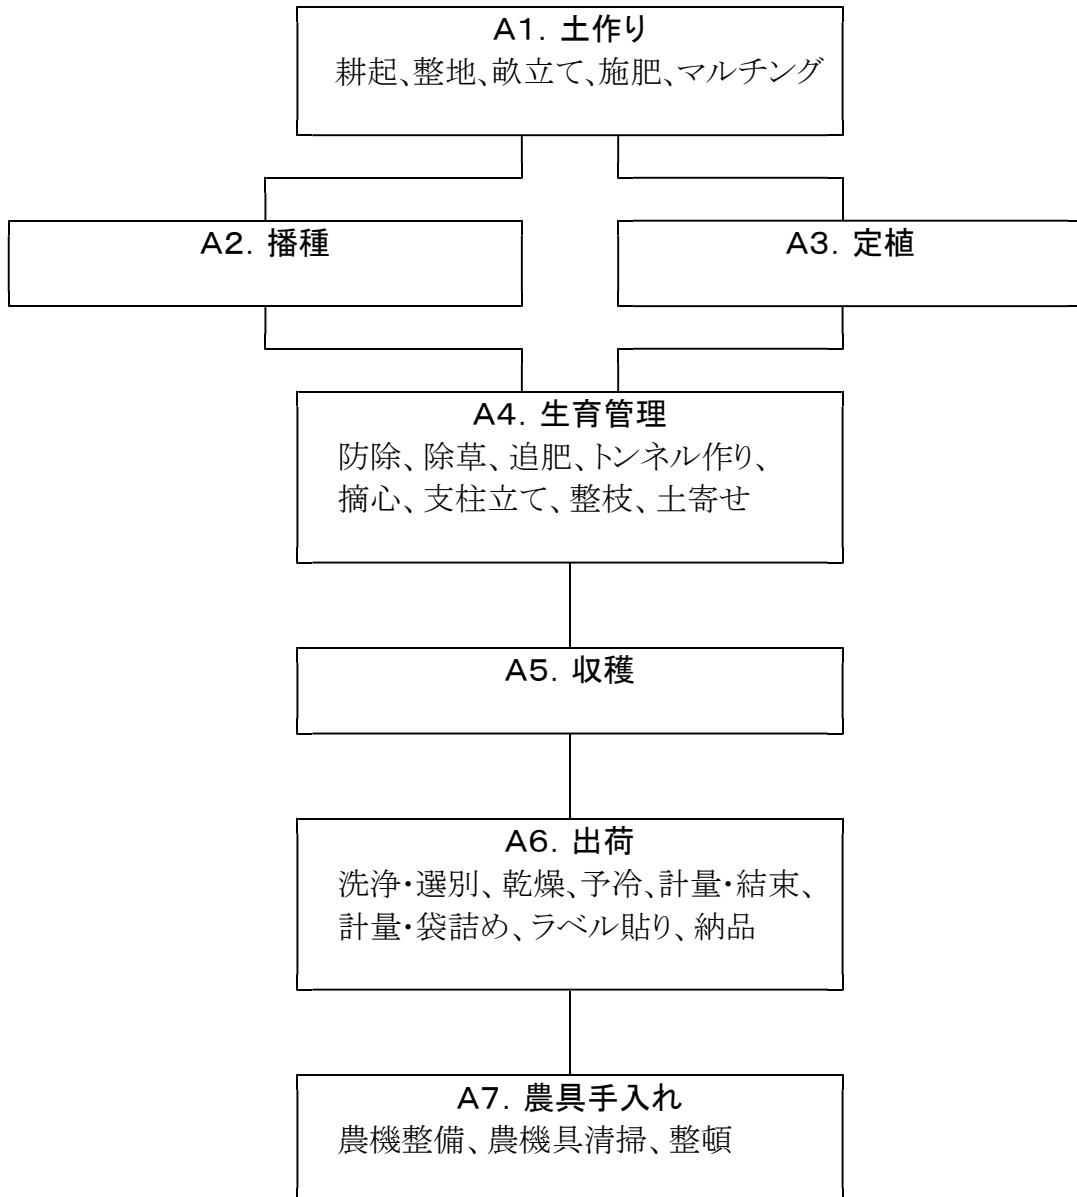 A1. 土作り
耕起、整地、畝立て、施肥、マルチング
A2. 播種
A3. 定植
A4. 生育管理
防除、除草、追肥、トンネル作り、
摘心、支柱立て、整枝、土寄せ
A5. 収穫
A6. 出荷
洗浄・選別、乾燥、予冷、計量・結束、
計量・袋詰め、ラベル貼り、納品
A7. 農具手入れ
農機整備、農機具清掃、整頓